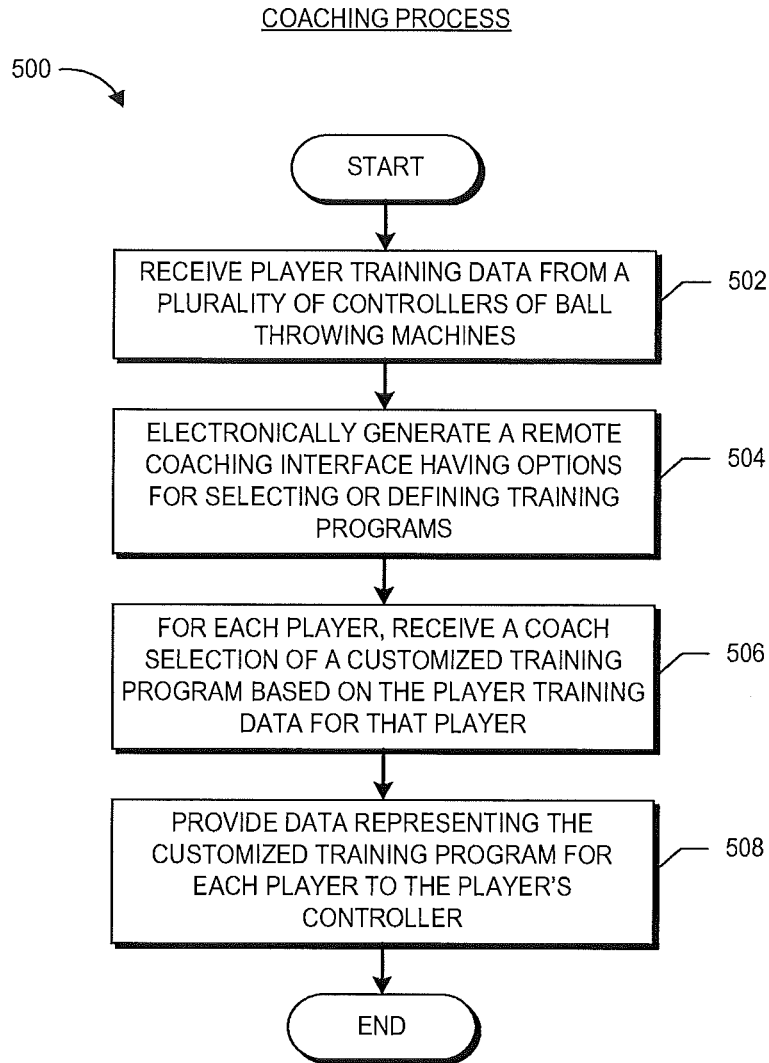 COACHING PROCESS
500
START
RECEIVE PLAYER TRAINING DATA FROM A
PLURALITY OF CONTROLLERS OF BALL
THROWING MACHINES
502
ELECTRONICALLY GENERATE A REMOTE
COACHING INTERFACE HAVING OPTIONS
FOR SELECTING OR DEFINING TRAINING
PROGRAMS
504
FOR EACH PLAYER, RECEIVE A COACH
SELECTION OF A CUSTOMIZED TRAINING
PROGRAM BASED ON THE PLAYER TRAINING
DATA FOR THAT PLAYER
506
PROVIDE DATA REPRESENTING THE
CUSTOMIZED TRAINING PROGRAM FOR
EACH PLAYER TO THE PLAYER'S
CONTROLLER
508
END